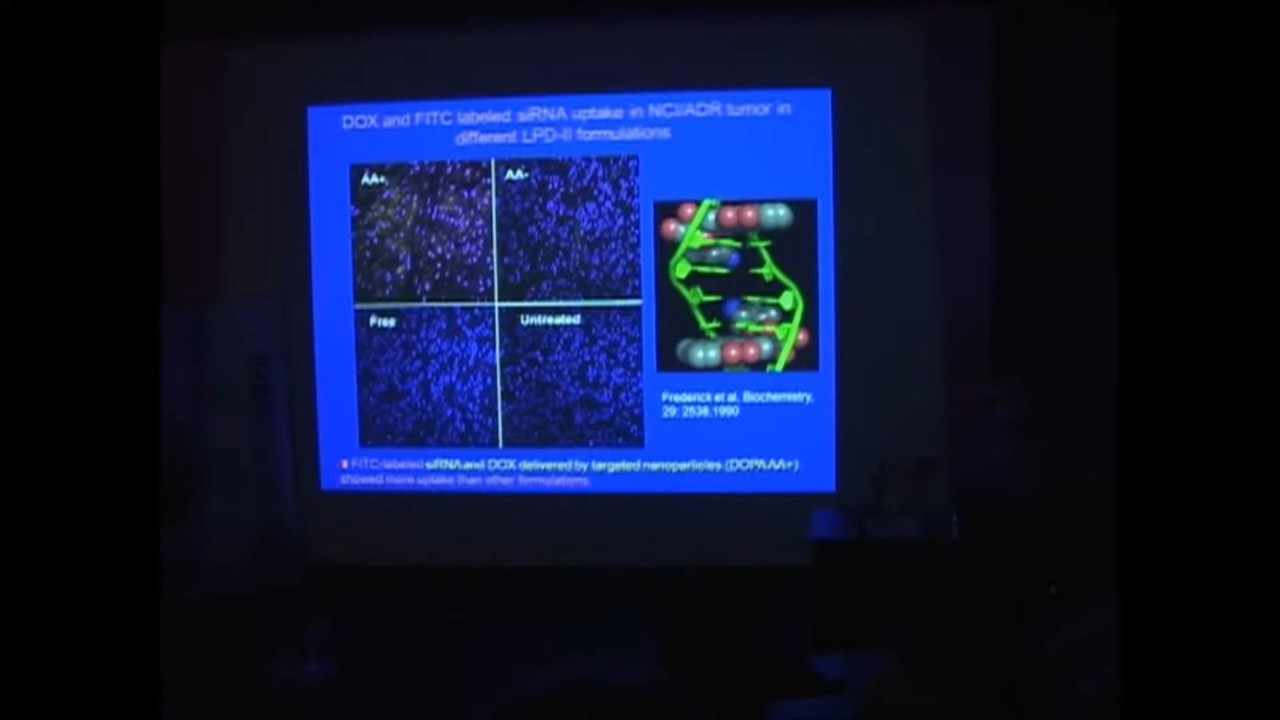 DOX and FITC labeled siRNA uptake in NCI/ADR tumor in
different LPD-II formulations
AA+
AA-
Free
Untreated
Frederick et al. Biochemistry,
29: 2538,1990
FITC-labeled siRNA and DOX delivered by targeted nanoparticles (DOPA AA+)
showed more uptake than other formulations.